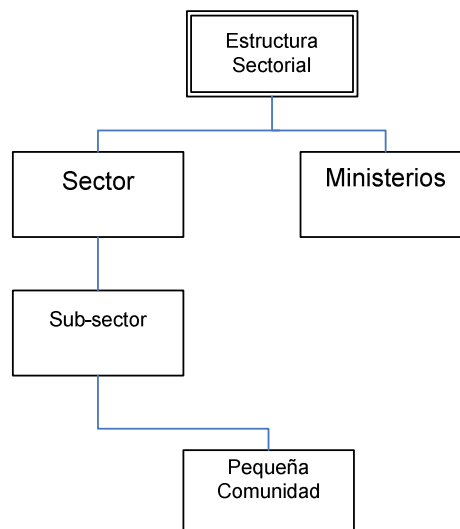 Estructura
Sectorial
Sector
Ministerios
Sub-sector
Pequeña
Comunidad